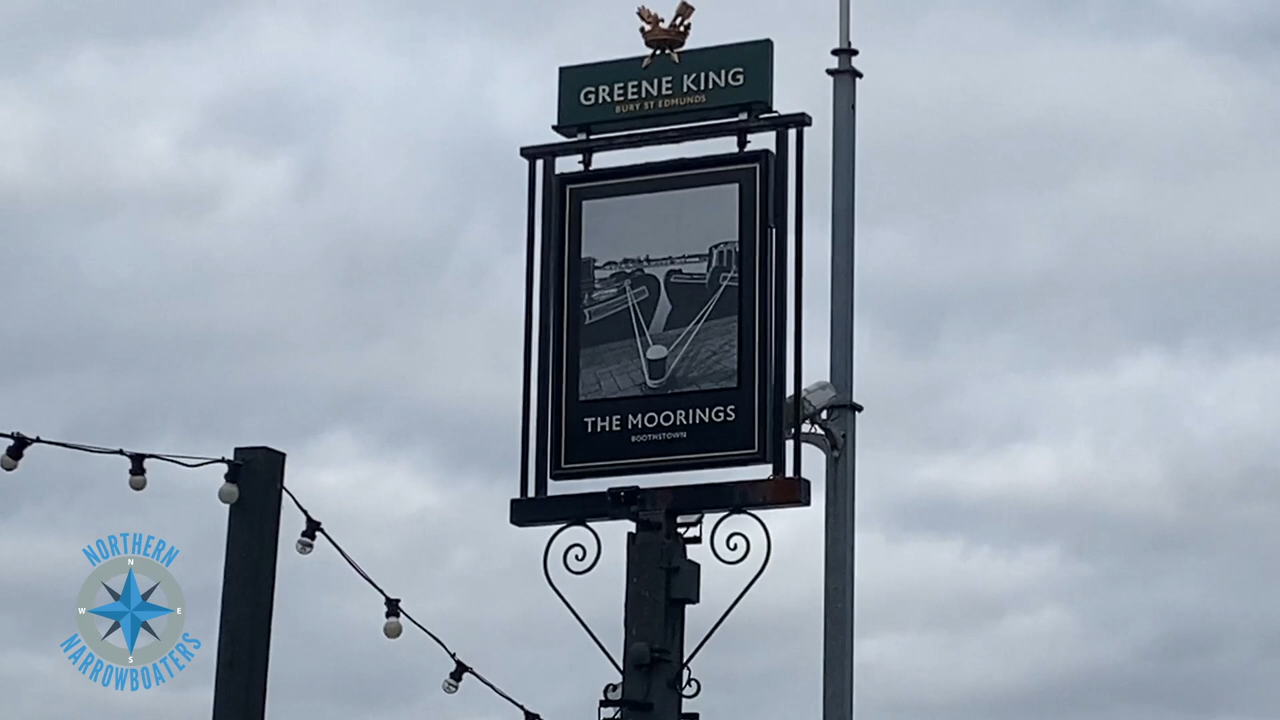 GREENE KING
BURY ST EDMUNDS
THE MOORINGS
BOOTHSTOWN
NORTHERN
N
W E
S
NARROWBOATERS